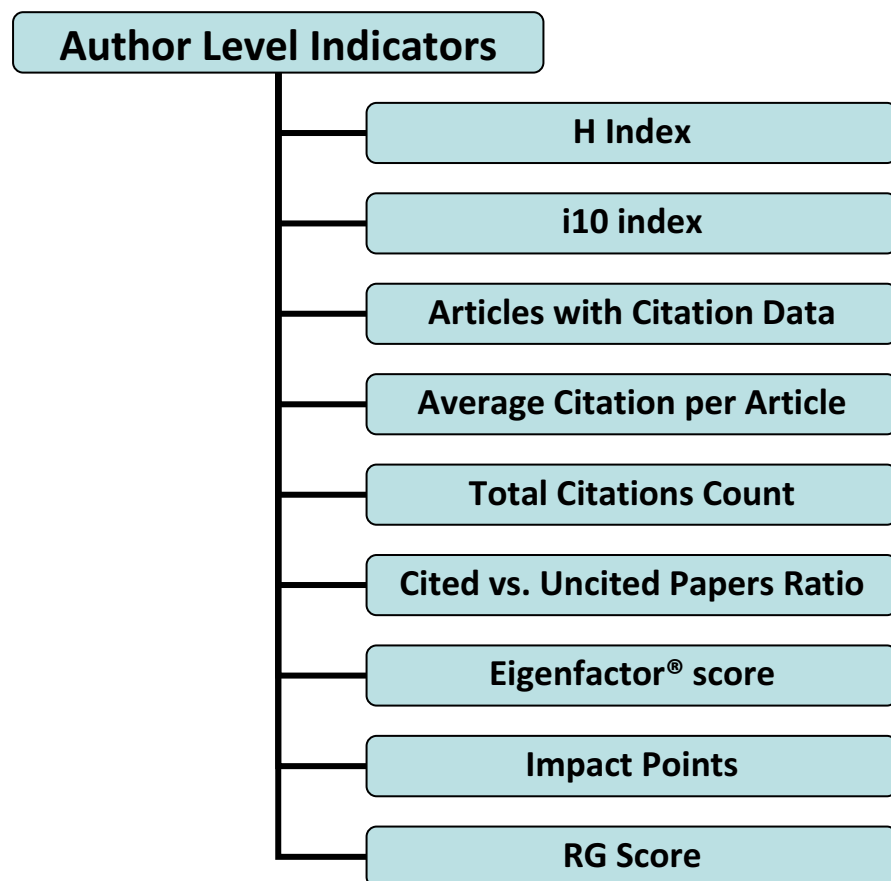 Author Level Indicators
H Index
i10 index
Articles with Citation Data
Average Citation per Article
Total Citations Count
Cited vs. Uncited Papers Ratio
Eigenfactor® score
Impact Points
RG Score